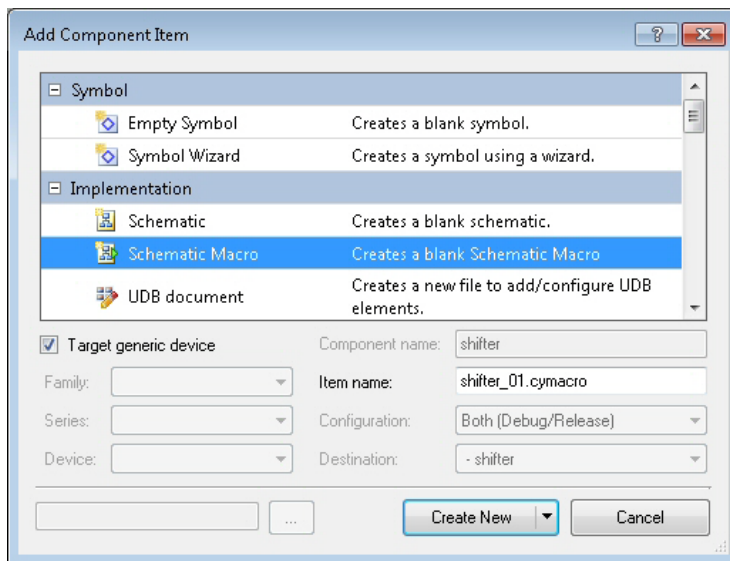 Add Component Item
Symbol
Empty Symbol Creates a blank symbol.
Symbol Wizard Creates a symbol using a wizard.
Implementation
Schematic Creates a blank schematic.
Schematic Macro Creates a blank Schematic Macro
UDB document Creates a new file to add/configure UDB
elements.
Target generic device Component name: shifter
Family: Item name: shifter_01.cymacro
Series: Configuration: Both (Debug/Release)
Device: Destination: - shifter
... Create New Cancel